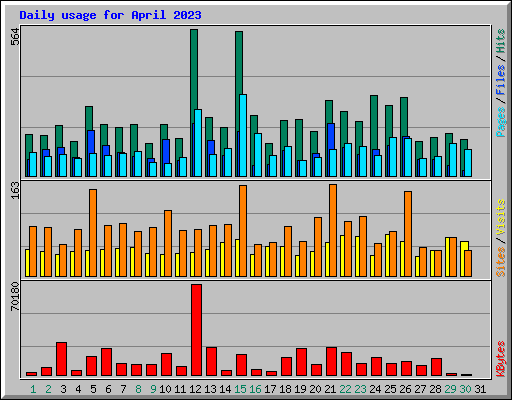 Daily usage for April 2023
564
Pages / Files / Hits
163
Sites / Visits
70180
KBytes
1 2 3 4 5 6 7 8 9 10 11 12 13 14 15 16 17 18 19 20 21 22 23 24 25 26 27 28 29 30 31